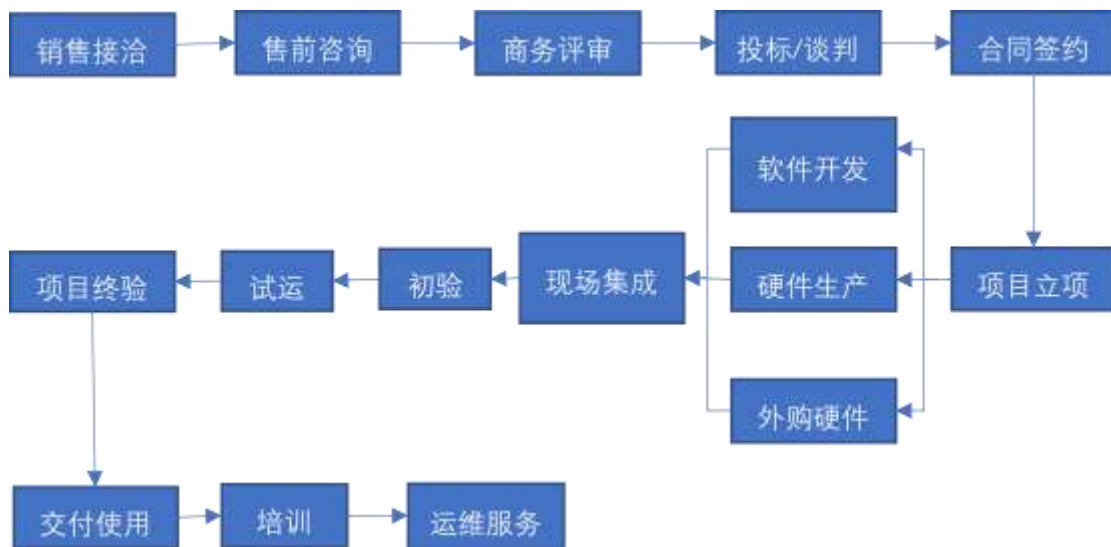 销售接洽
售前咨询
商务评审
投标/谈判
合同签约
软件开发
项目终验
试运
初验
现场集成
硬件生产
项目立项
外购硬件
交付使用
培训
运维服务